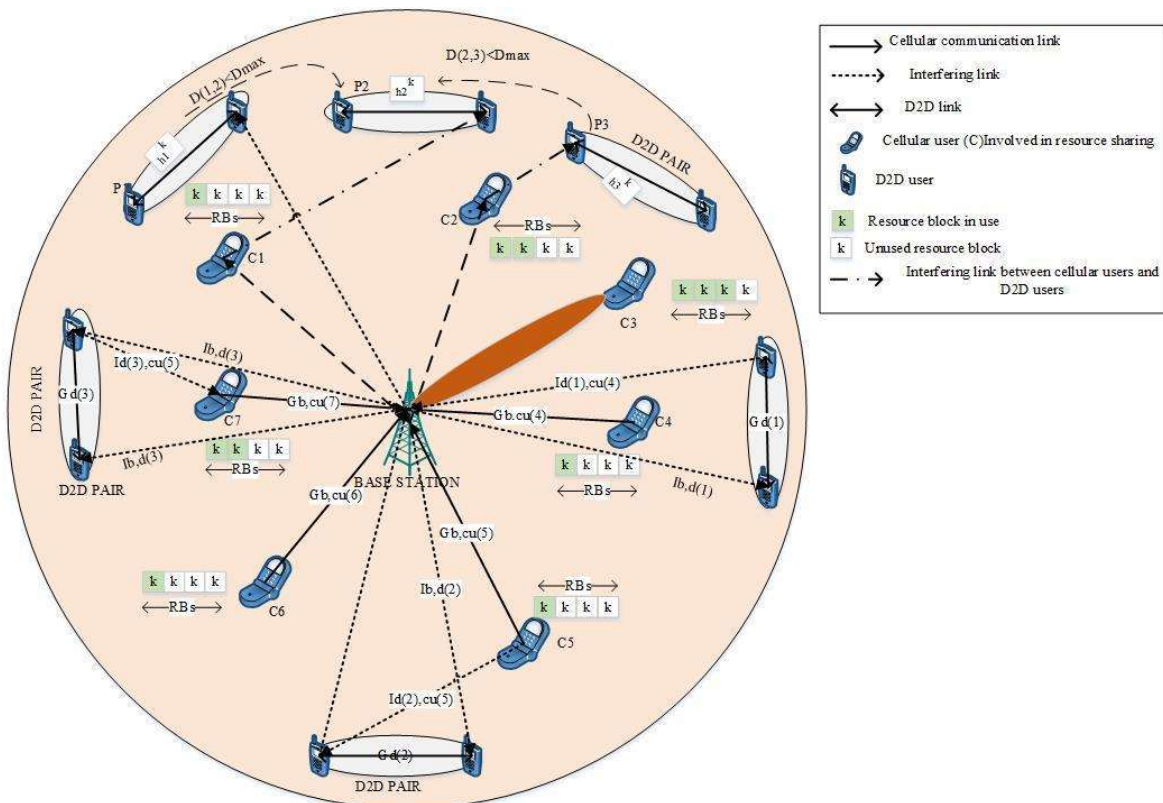 D(1,2)<Dmax
D(2,3)<Dmax
P2
h2^k
P3
D2D PAIR
h3^k
P1
h1^k
k k k k
RBs
C1
C2
RBs
k k k k
C3
k k k k
RBs
D2D PAIR
Gd(3)
Ib,d(3)
Id(3),cu(5)
C7
Gb,cu(7)
Ib,d(3)
D2D PAIR
k k k k
RBs
Id(1),cu(4)
Gb.cu(4)
C4
Gd(1)
k k k k
RBs
Ib,d(1)
BASE STATION
Gb,cu(6)
Gb,cu(5)
k k k k
RBs
C6
Ib,d(2)
RBs
k k k k
C5
Id(2),cu(5)
Gd(2)
D2D PAIR
Cellular communication link
Interfering link
D2D link
Cellular user (C)Involved in resource sharing
D2D user
k Resource block in use
k Unused resource block
Interfering link between cellular users and
D2D users